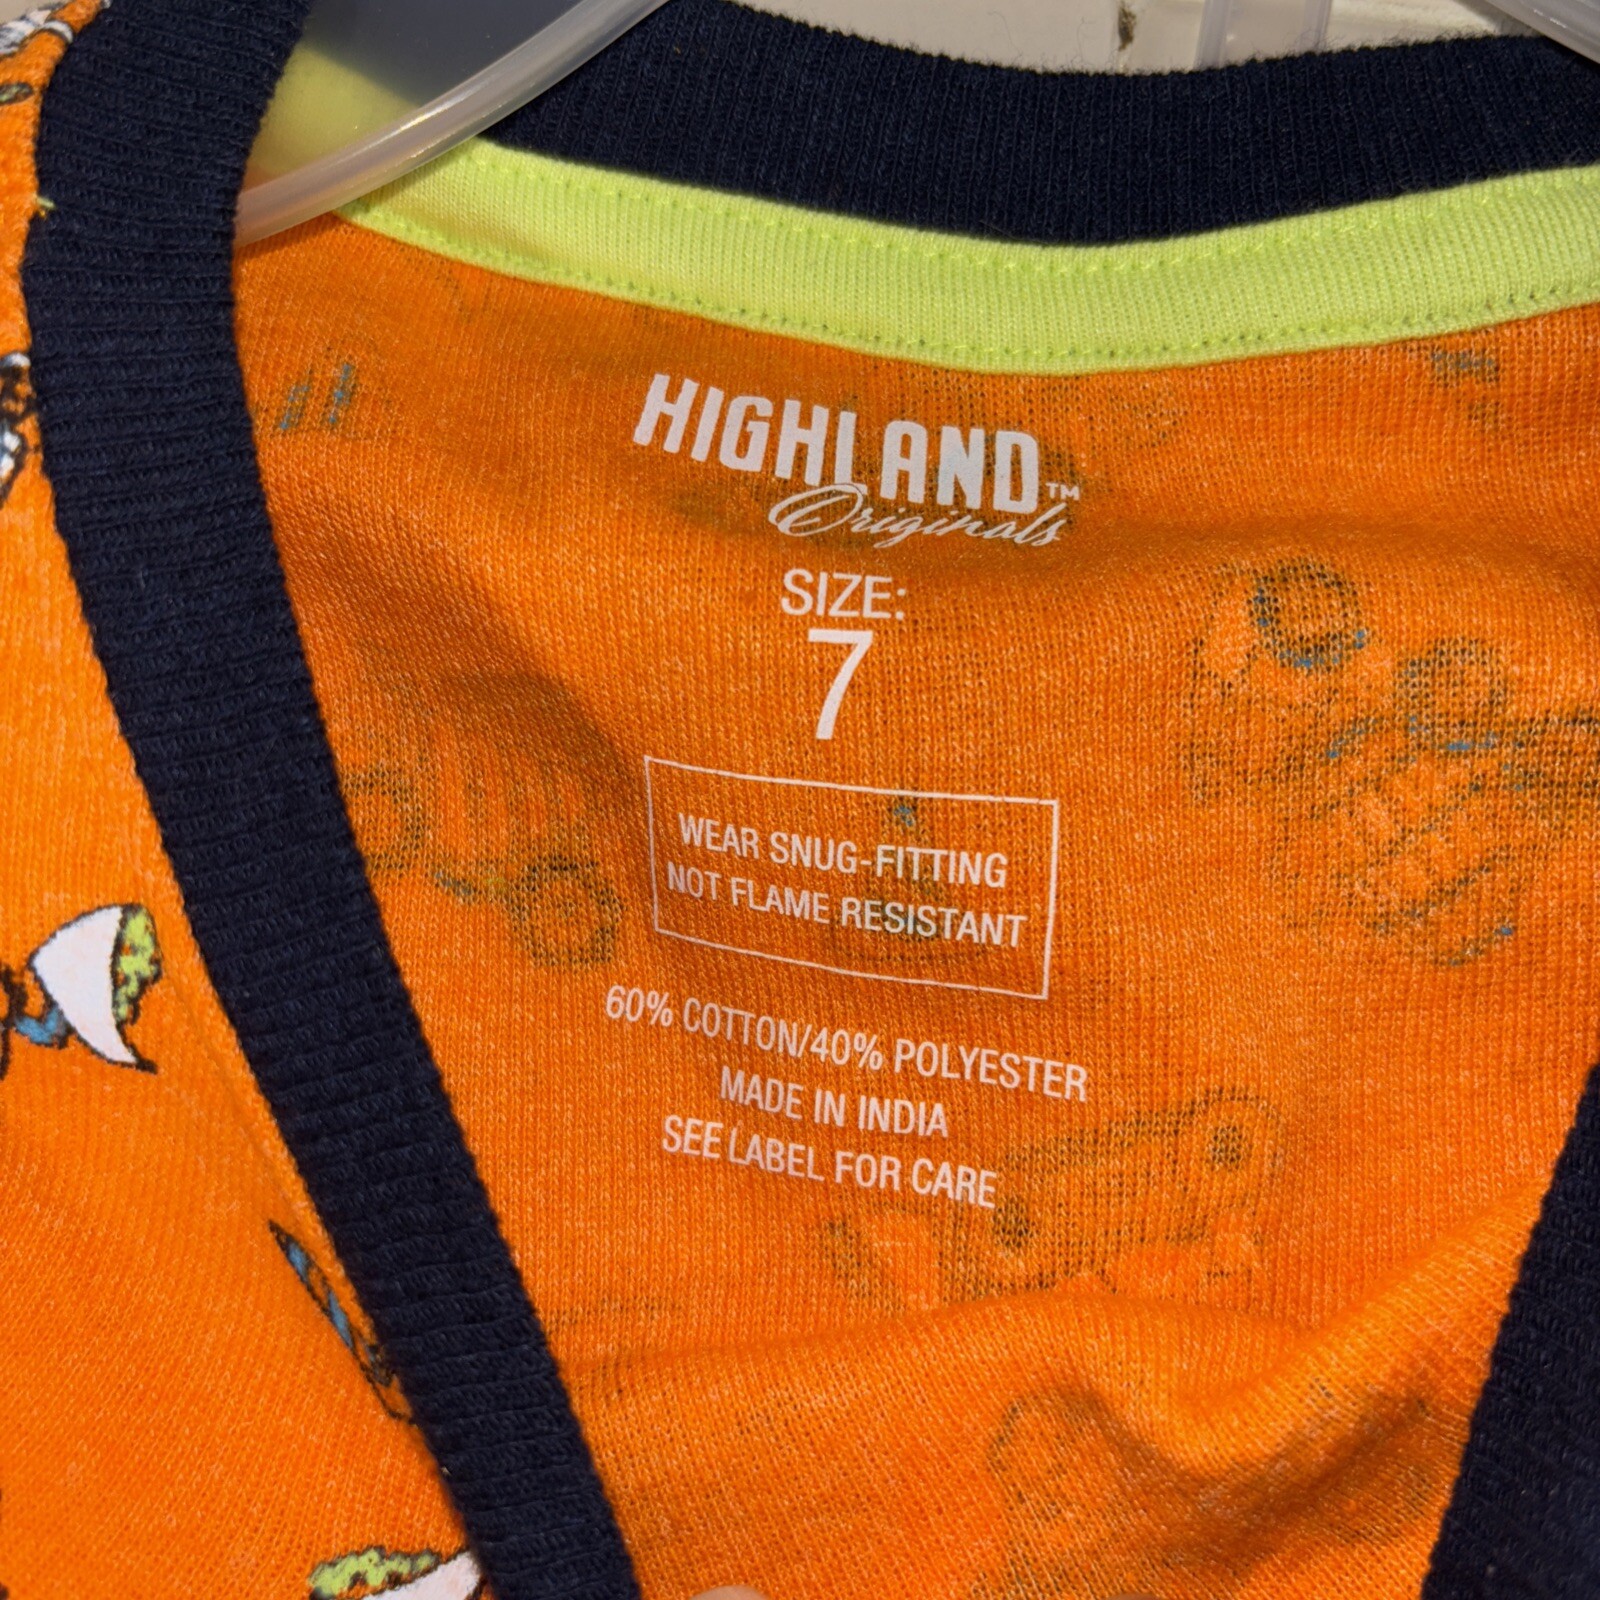 HIGHLAND™
Originals
SIZE:
7
WEAR SNUG-FITTING
NOT FLAME RESISTANT
60% COTTON/40% POLYESTER
MADE IN INDIA
SEE LABEL FOR CARE